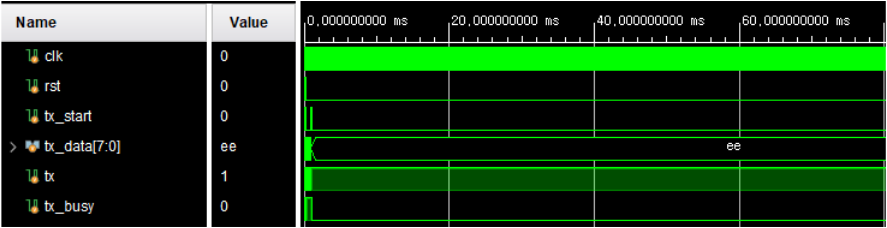 Name Value 0,000000000 ms 20,000000000 ms 40,000000000 ms 60,000000000 ms
clk 0
rst 0
tx_start 0
tx_data[7:0] ee ee
tx 1
tx_busy 0